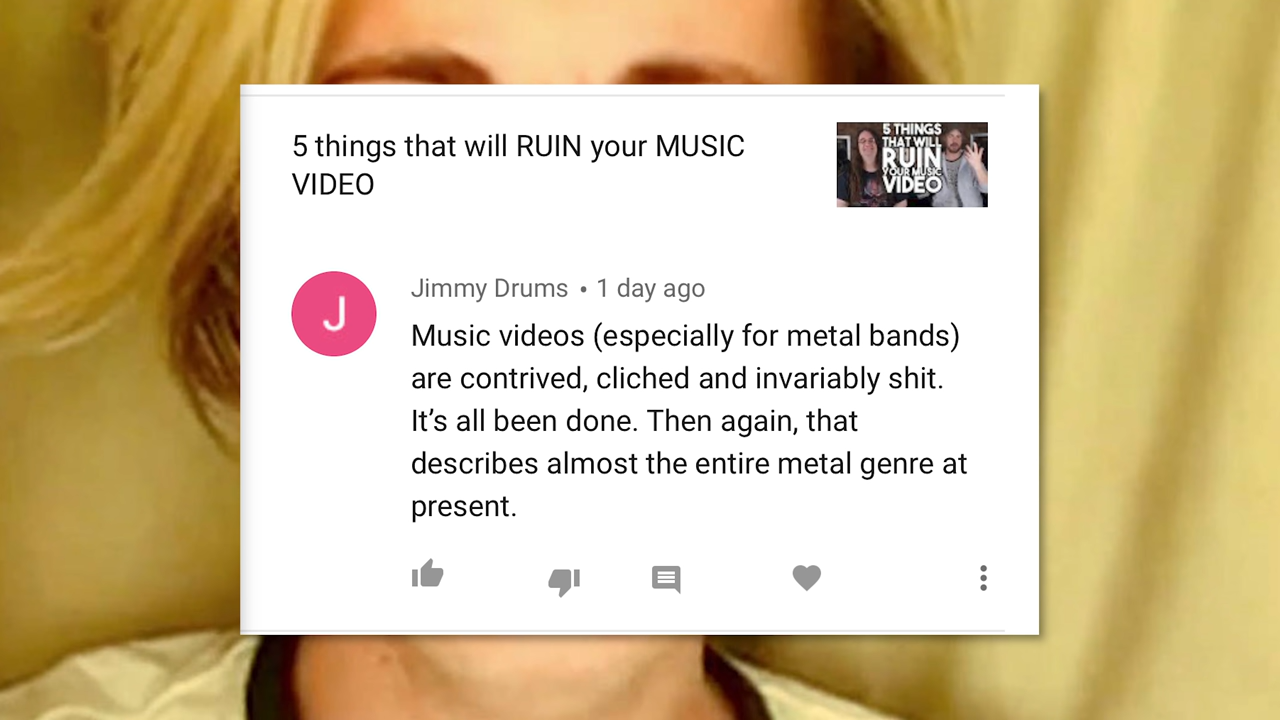 5 things that will RUIN your MUSIC
VIDEO
5 THINGS
THAT WILL
RUIN
YOUR MUSIC
VIDEO
J
Jimmy Drums • 1 day ago
Music videos (especially for metal bands)
are contrived, cliched and invariably shit.
It’s all been done. Then again, that
describes almost the entire metal genre at
present.